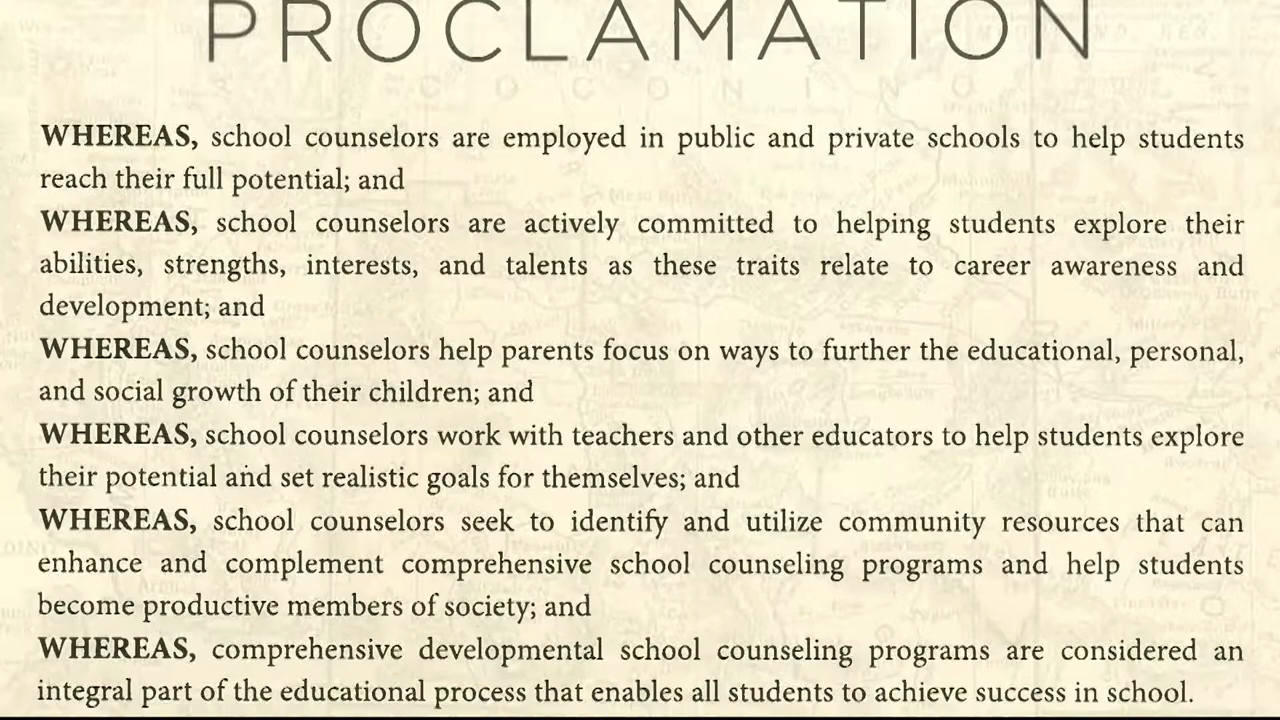 PROCLAMATION
COCONINO
WHEREAS, school counselors are employed in public and private schools to help students
reach their full potential; and
WHEREAS, school counselors are actively committed to helping students explore their
abilities, strengths, interests, and talents as these traits relate to career awareness and
development; and
WHEREAS, school counselors help parents focus on ways to further the educational, personal,
and social growth of their children; and
WHEREAS, school counselors work with teachers and other educators to help students explore
their potential and set realistic goals for themselves; and
WHEREAS, school counselors seek to identify and utilize community resources that can
enhance and complement comprehensive school counseling programs and help students
become productive members of society; and
WHEREAS, comprehensive developmental school counseling programs are considered an
integral part of the educational process that enables all students to achieve success in school.